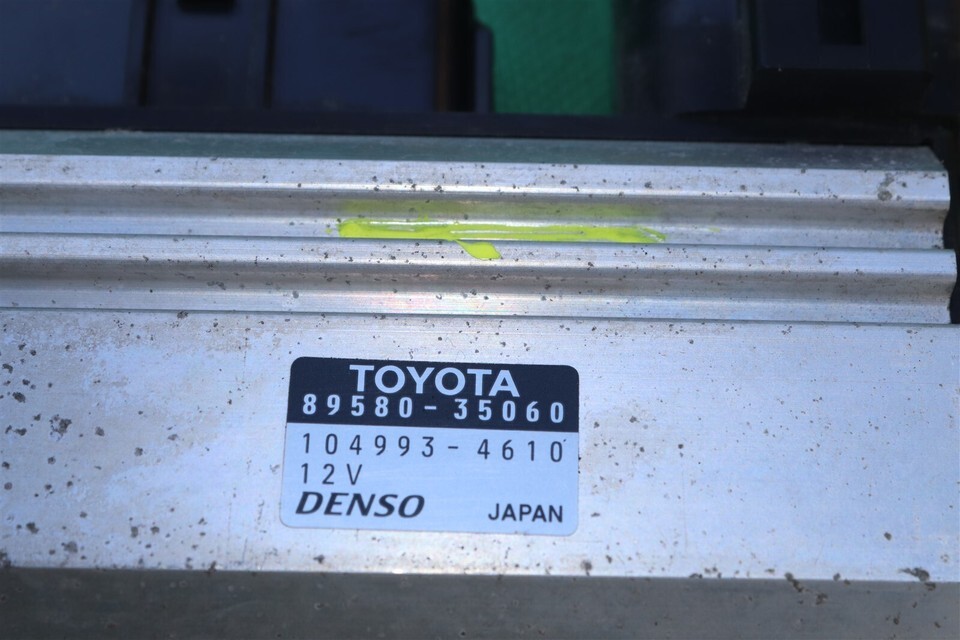 TOYOTA
89580-35060
104993-4610
12V
DENSO JAPAN